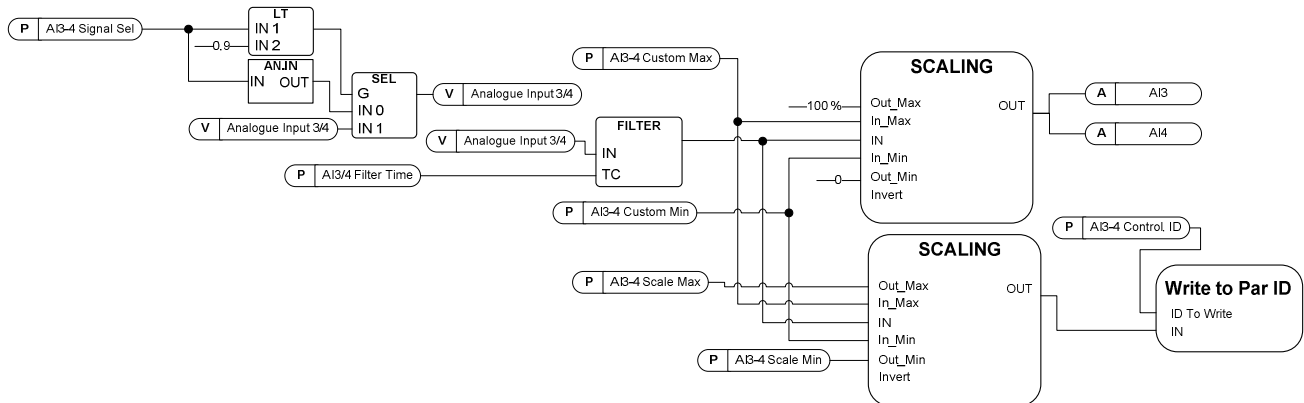 P AI3-4 Signal Sel
LT
IN 1
0.9
IN 2
AN.IN
IN OUT
SEL
G
IN 0
IN 1
V Analogue Input 3/4
V Analogue Input 3/4
V Analogue Input 3/4
P AI3/4 Filter Time
FILTER
IN
TC
P AI3-4 Custom Max
P AI3-4 Custom Min
SCALING
100 %
Out_Max
In_Max
IN
In_Min
0
Out_Min
Invert
OUT
A AI3
A AI4
P AI3-4 Scale Max
P AI3-4 Scale Min
SCALING
Out_Max
In_Max
IN
In_Min
Out_Min
Invert
OUT
P AI3-4 Control. ID
Write to Par ID
ID To Write
IN